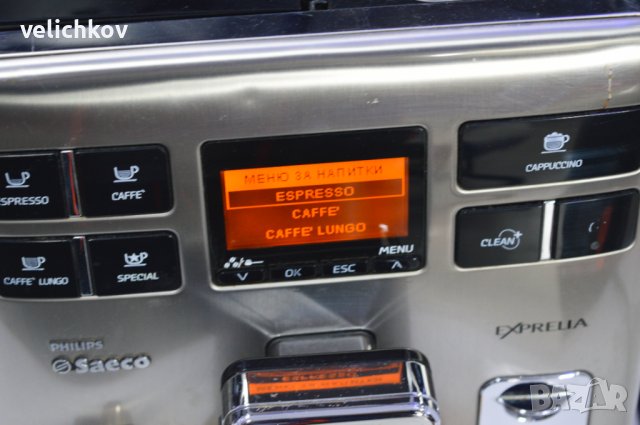 velichkov
ESPRESSO
CAFFE'
CAFFE' LUNGO
SPECIAL
МЕНЮ ЗА НАПИТКИ
ESPRESSO
CAFFE'
CAFFE' LUNGO
MENU
OK
ESC
CAPPUCCINO
CLEAN
PHILIPS
Saeco
EXPRELIA
BAZAR